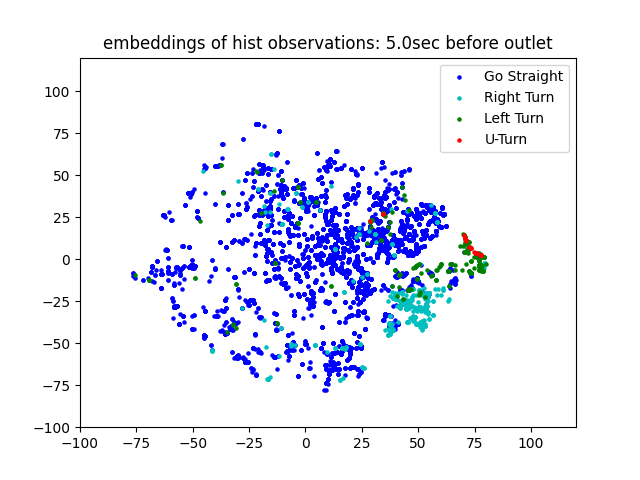 embeddings of hist observations: 5.0sec before outlet
Go Straight
Right Turn
Left Turn
U-Turn
100
75
50
25
0
−25
−50
−75
−100
−100 −75 −50 −25 0 25 50 75 100